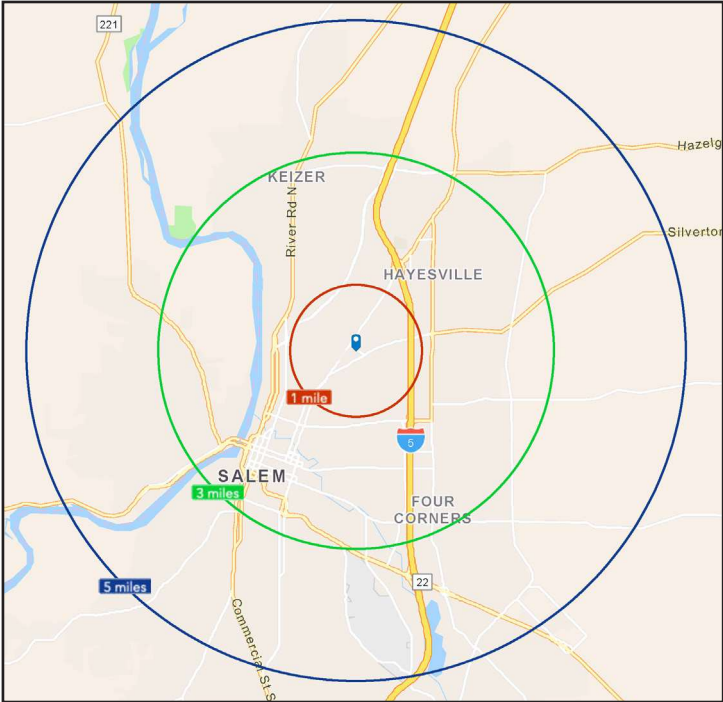 221
Hazelg
KEIZER
River Rd N
Silverton
HAYESVILLE
1 mile
5
SALEM
3 miles
FOUR
CORNERS
22
5 miles
Commercial St S